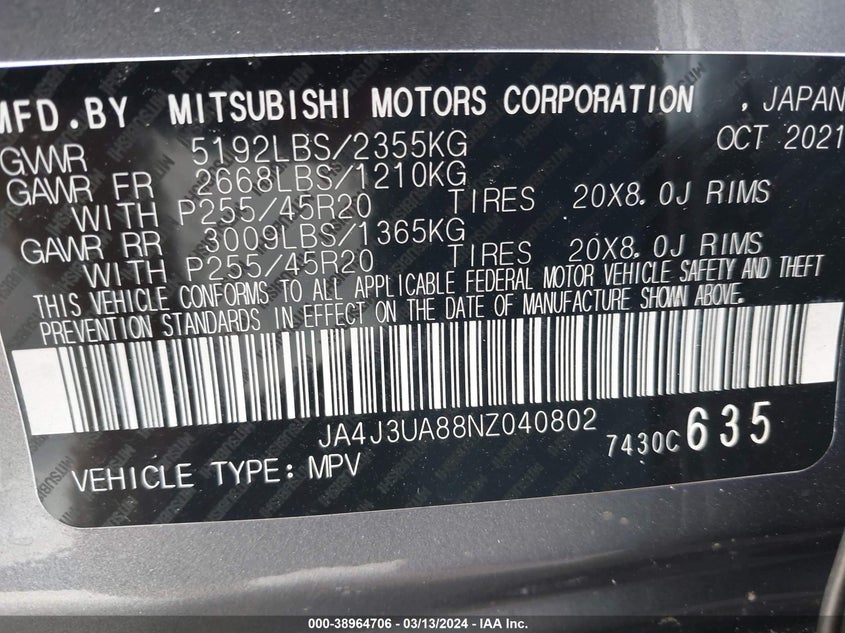 MFD.BY MITSUBISHI MOTORS CORPORATION , JAPAN
GVWR 5192LBS/2355KG OCT 2021
GAWR FR 2668LBS/1210KG
WITH P255/45R20 TIRES 20X8.0J RIMS
GAWR RR 3009LBS/1365KG
WITH P255/45R20 TIRES 20X8.0J RIMS
THIS VEHICLE CONFORMS TO ALL APPLICABLE FEDERAL MOTOR VEHICLE SAFETY AND THEFT
PREVENTION STANDARDS IN EFFECT ON THE DATE OF MANUFACTURE SHOWN ABOVE.
JA4J3UA88NZ040802 7430C 635
VEHICLE TYPE: MPV
000-38964706 - 03/13/2024 - IAA Inc.